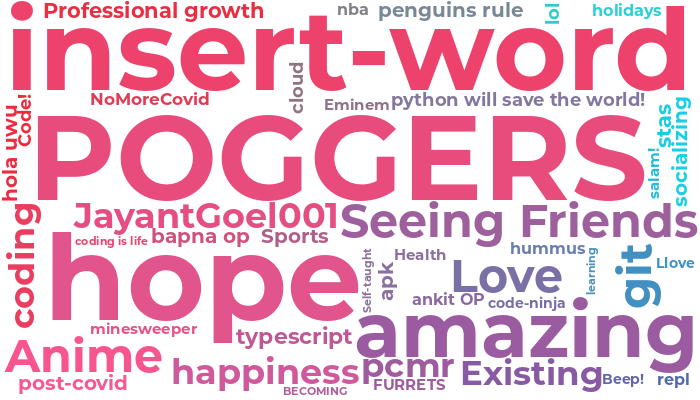 Professional growth
nba
penguins rule
lol
holidays
insert-word
cloud
NoMoreCovid
Eminem
python will save the world!
hola uwu
Code!
POGGERS
stas
socializing
salam!
JayantGoel001
Seeing Friends
coding
coding is life
bapna op
Sports
hope
Self-taught
apk
Health
hummus
learning
git
Llove
Love
ankit OP
code-ninja
minesweeper
typescript
amazing
Anime
post-covid
happiness
BECOMING
pcmr
FURRETS
Existing
Beep!
repl